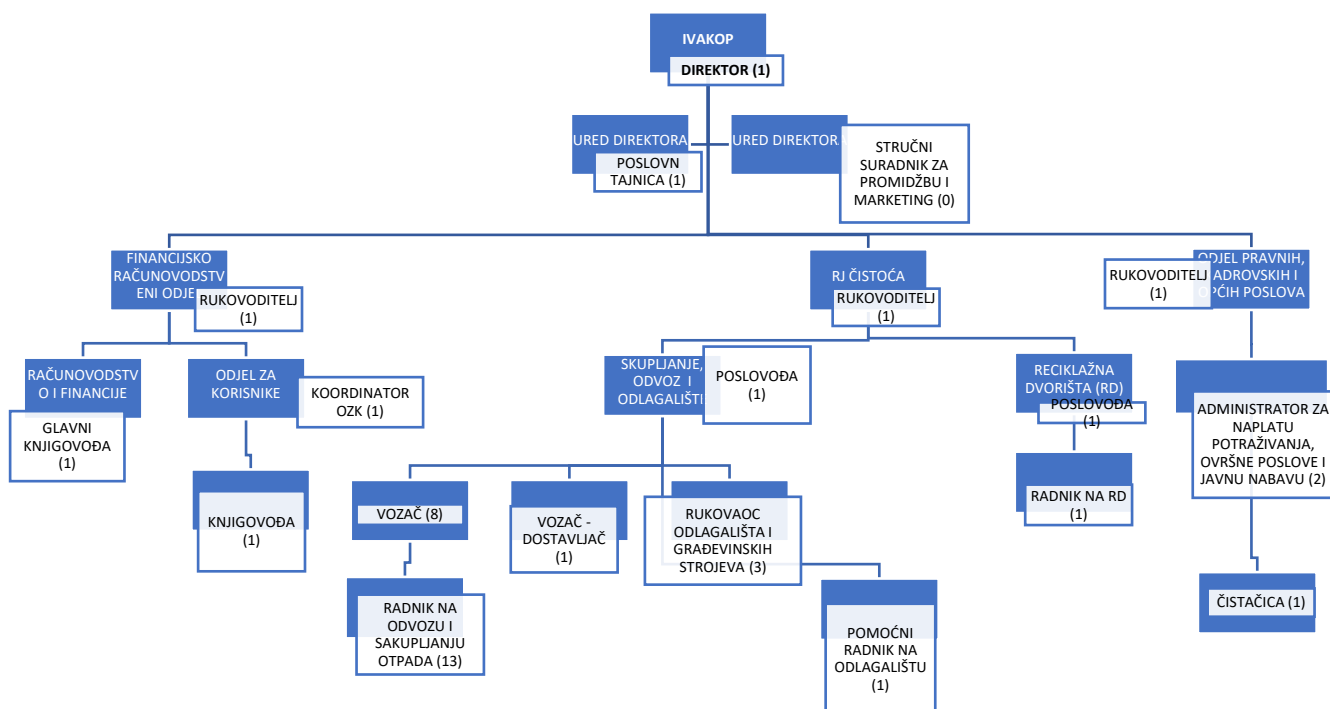 IVAKOP
DIREKTOR (1)
URED DIREKTORA
POSLOVN
TAJNICA (1)
URED DIREKTORA
STRUČNI
SURADNIK ZA
PROMIDŽBU I
MARKETING (0)
FINANCIJSKO
RAČUNOVODSTV
ENI ODJE
RUKOVODITELJ
(1)
RJ ČISTOĆA
RUKOVODITELJ
(1)
ODJEL PRAVNIH,
ADROVSKIH I
OPĆIH POSLOVA
RUKOVODITELJ
(1)
RAČUNOVODSTV
O I FINANCIJE
GLAVNI
KNJIGOVOĐA
(1)
ODJEL ZA
KORISNIKE
KOORDINATOR
OZK (1)
SKUPLJANJE,
ODVOZ I
ODLAGALIŠTI
POSLOVOĐA
(1)
RECIKLAŽNA
DVORIŠTA (RD)
POSLOVOĐA
(1)
ADMINISTRATOR ZA
NAPLATU
POTRAŽIVANJA,
OVRŠNE POSLOVE I
JAVNU NABAVU (2)
KNJIGOVOĐA
(1)
VOZAČ (8)
VOZAČ -
DOSTAVLJAČ
(1)
RUKOVAOC
ODLAGALIŠTA I
GRAĐEVINSKIH
STROJEVA (3)
RADNIK NA RD
(1)
RADNIK NA
ODVOZU I
SAKUPLJANJU
OTPADA (13)
POMOĆNI
RADNIK NA
ODLAGALIŠTU
(1)
ČISTAČICA (1)